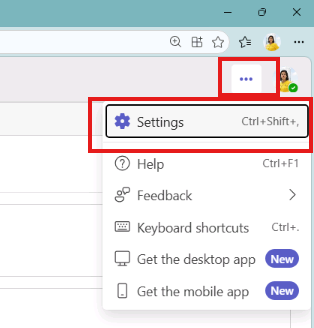 Settings Ctrl+Shift+,
Help Ctrl+F1
Feedback
Keyboard shortcuts Ctrl+.
Get the desktop app New
Get the mobile app New